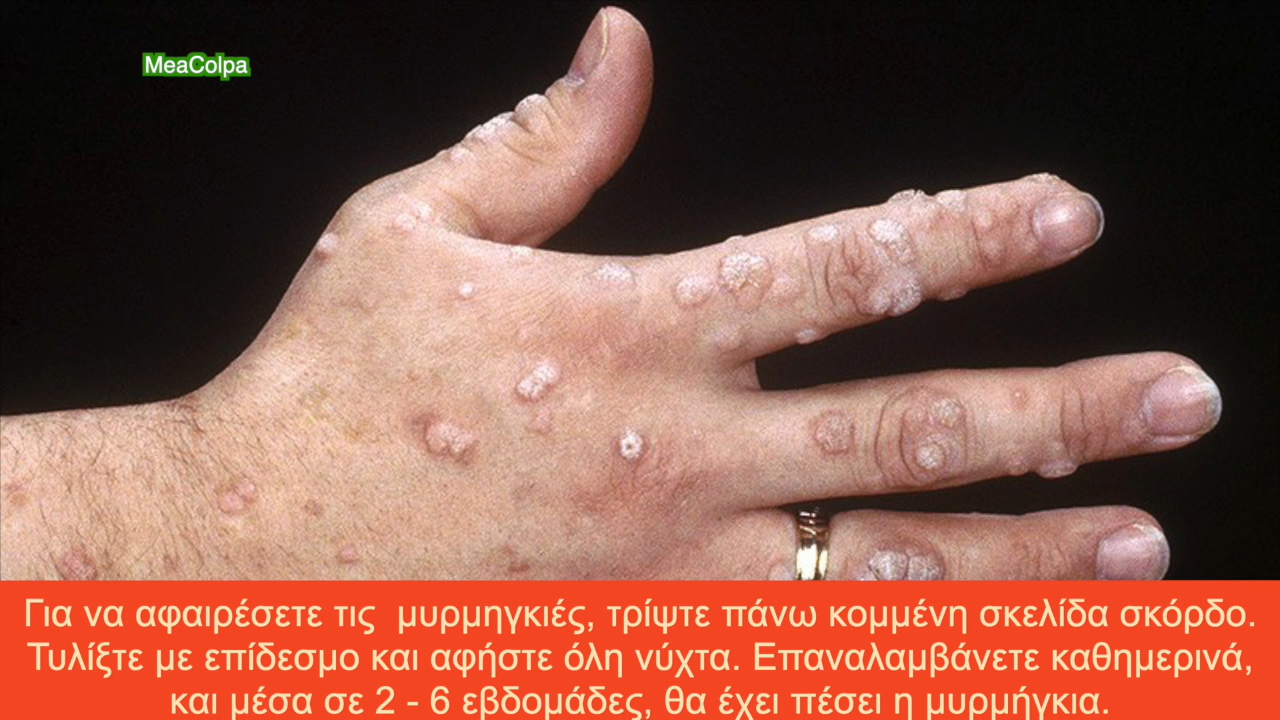 MeaColpa
Για να αφαιρέσετε τις  μυρμηγκιές, τρίψτε πάνω κομμένη σκελίδα σκόρδο.
Τυλίξτε με επίδεσμο και αφήστε όλη νύχτα. Επαναλαμβάνετε καθημερινά,
και μέσα σε 2 - 6 εβδομάδες, θα έχει πέσει η μυρμήγκια.